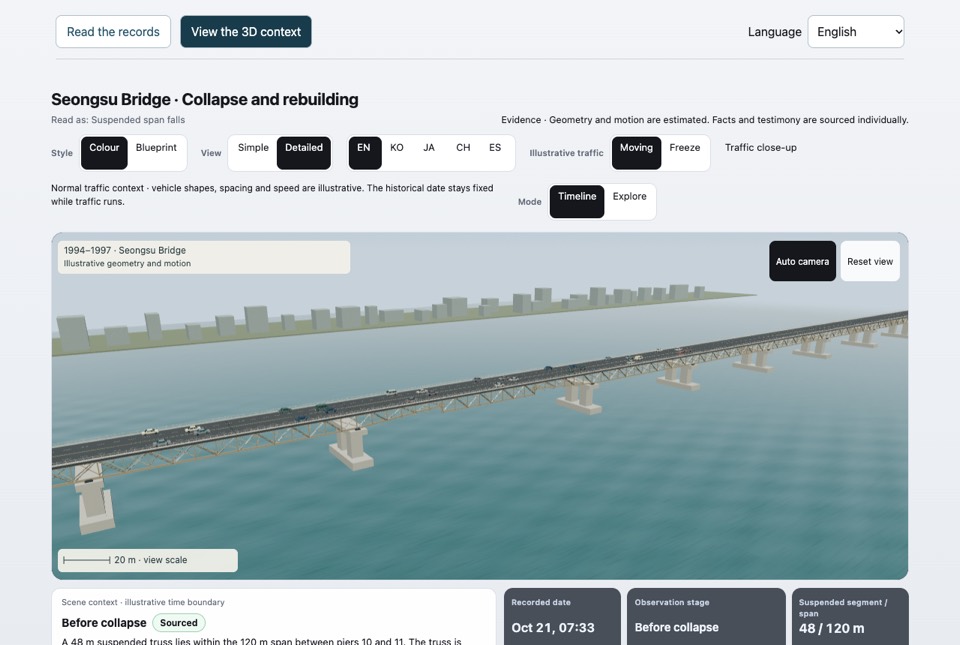 Read the records
View the 3D context
Language
English
Seongsu Bridge · Collapse and rebuilding
Read as: Suspended span falls
Evidence · Geometry and motion are estimated. Facts and testimony are sourced individually.
Style
Colour
Blueprint
View
Simple
Detailed
EN
KO
JA
CH
ES
Illustrative traffic
Moving
Freeze
Traffic close-up
Normal traffic context · vehicle shapes, spacing and speed are illustrative. The historical date stays fixed
while traffic runs.
Mode
Timeline
Explore
1994–1997 · Seongsu Bridge
Illustrative geometry and motion
Auto camera
Reset view
20 m · view scale
Scene context · illustrative time boundary
Before collapse
Sourced
A 48 m suspended truss lies within the 120 m span between piers 10 and 11. The truss is
Recorded date
Oct 21, 07:33
Observation stage
Before collapse
Suspended segment /
span
48 / 120 m